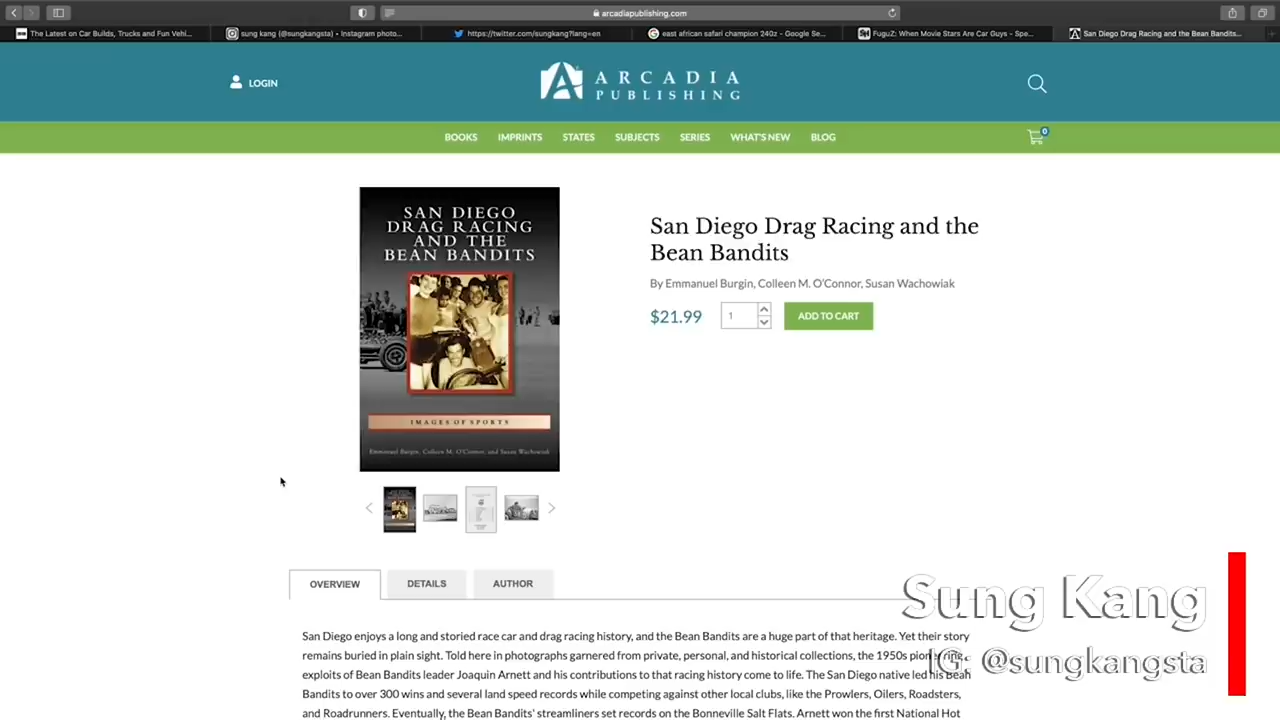 arcadiapublishing.com
The Latest on Car Builds, Trucks and Fun Vehi...
sung kang (@sungkangsta) • Instagram photo...
https://twitter.com/sungkang?lang=en
east african safari champion 240z - Google Se...
FuguZ: When Movie Stars Are Car Guys - Spe...
San Diego Drag Racing and the Bean Bandits...
LOGIN
ARCADIA
PUBLISHING
BOOKS IMPRINTS STATES SUBJECTS SERIES WHAT'S NEW BLOG
0
SAN DIEGO
DRAG RACING
AND THE
BEAN BANDITS
IMAGES OF SPORTS
Emmanuel Burgin, Colleen M. O'Connor, and Susan Wachowiak
San Diego Drag Racing and the
Bean Bandits
By Emmanuel Burgin, Colleen M. O'Connor, Susan Wachowiak
$21.99 1 ADD TO CART
OVERVIEW DETAILS AUTHOR
San Diego enjoys a long and storied race car and drag racing history, and the Bean Bandits are a huge part of that heritage. Yet their story
remains buried in plain sight. Told here in photographs garnered from private, personal, and historical collections, the 1950s pioneering
exploits of Bean Bandits leader Joaquin Arnett and his contributions to that racing history come to life. The San Diego native led his Bean
Bandits to over 300 wins and several land speed records while competing against other local clubs, like the Prowlers, Oilers, Roadsters,
and Roadrunners. Eventually, the Bean Bandits' streamliners set records on the Bonneville Salt Flats. Arnett won the first National Hot
Sung Kang
IG: @sungkangsta